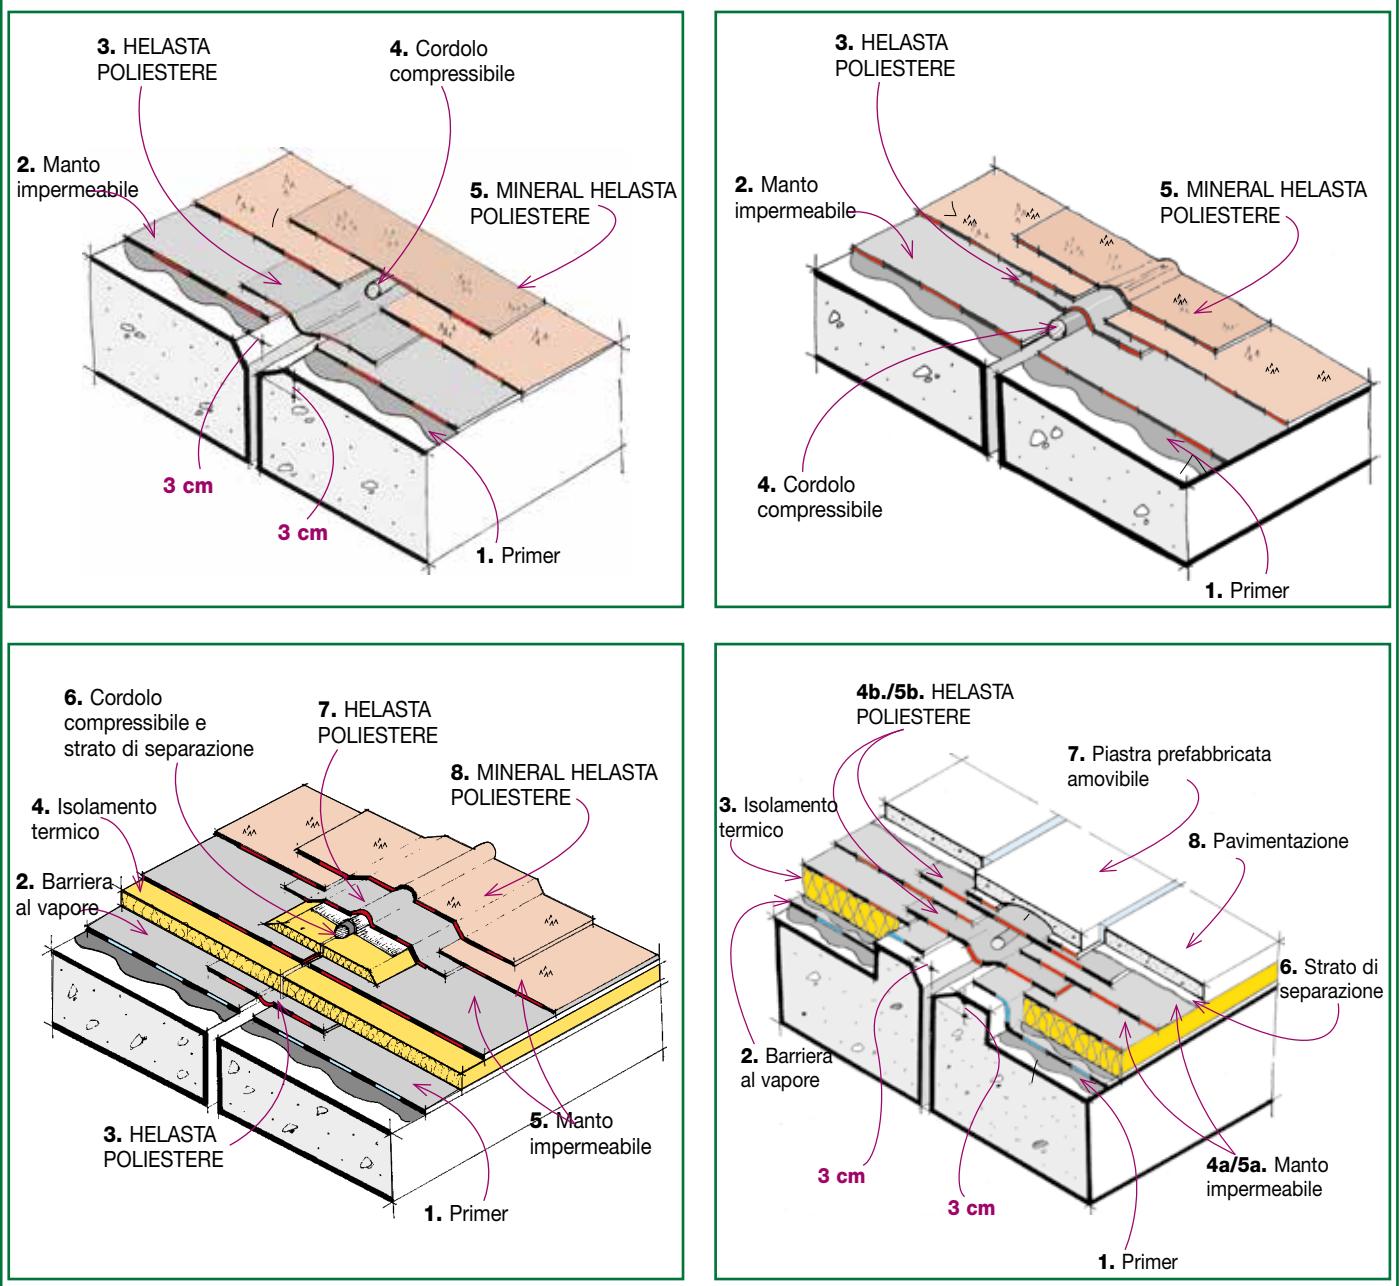 3. HELASTA
POLIESTERE
4. Cordolo
compressibile
2. Manto
impermeabile
5. MINERAL HELASTA
POLIESTERE
3 cm
3 cm
1. Primer
3. HELASTA
POLIESTERE
2. Manto
impermeabile
5. MINERAL HELASTA
POLIESTERE
4. Cordolo
compressibile
1. Primer
6. Cordolo
compressibile e
strato di separazione
7. HELASTA
POLIESTERE
8. MINERAL HELASTA
POLIESTERE
4. Isolamento
termico
2. Barriera
al vapore
3. HELASTA
POLIESTERE
5. Manto
impermeabile
1. Primer
4b./5b. HELASTA
POLIESTERE
7. Piastra prefabbricata
amovibile
3. Isolamento
termico
8. Pavimentazione
6. Strato di
separazione
2. Barriera
al vapore
4a/5a. Manto
impermeabile
3 cm
3 cm
1. Primer